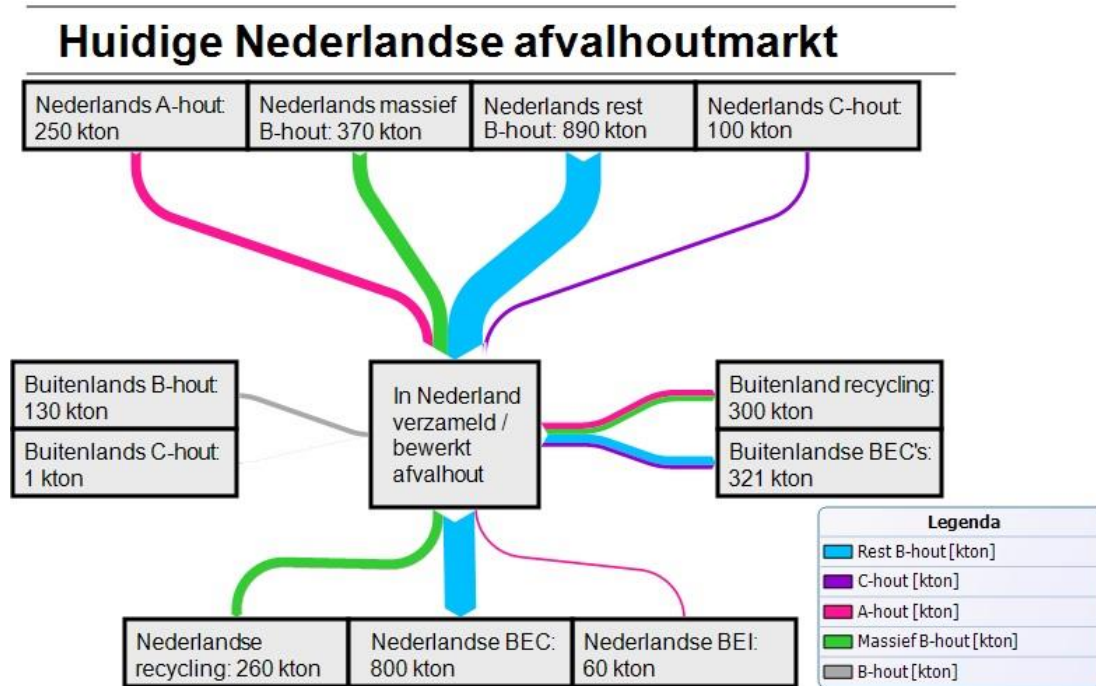 Huidige Nederlandse afvalhoutmarkt
Nederlands A-hout:
250 kton
Nederlands massief
B-hout: 370 kton
Nederlands rest
B-hout: 890 kton
Nederlands C-hout:
100 kton
Buitenlands B-hout:
130 kton
Buitenlands C-hout:
1 kton
In Nederland
verzameld /
bewerkt
afvalhout
Buitenland recycling:
300 kton
Buitenlandse BEC's:
321 kton
Nederlandse
recycling: 260 kton
Nederlandse BEC:
800 kton
Nederlandse BEI:
60 kton
Legenda
Rest B-hout [kton]
C-hout [kton]
A-hout [kton]
Massief B-hout [kton]
B-hout [kton]